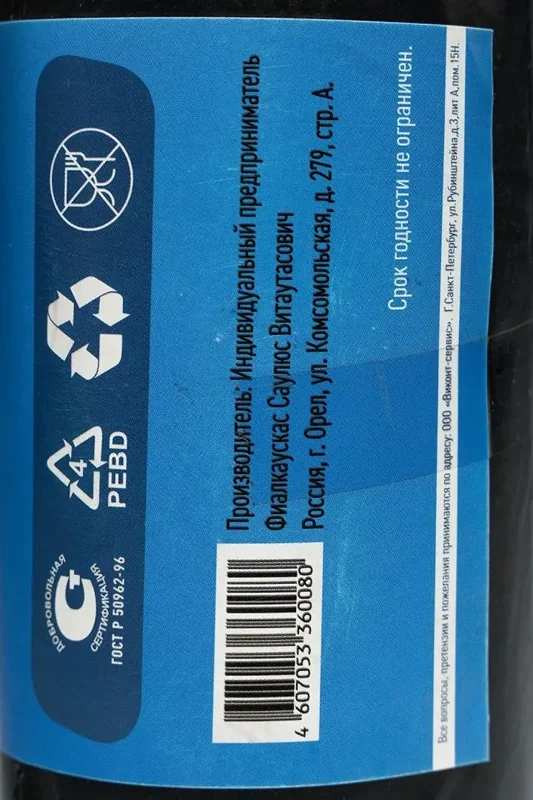 ДОБРОВОЛЬНАЯ
СЕРТИФИКАЦИЯ
ГОСТ Р 50962-96
4
PEBD
Производитель: Индивидуальный предприниматель
Фиалкаускас Саулюс Витаутасович
Россия, г. Орел, ул. Комсомольская, д. 279, стр. А.
4 607053 360080
Срок годности не ограничен.
Все вопросы, претензии и пожелания принимаются по адресу: ООО «Виконт-сервис». Г.Санкт-Петербург, ул.Рубинштейна,д.3,лит А,пом.15Н.